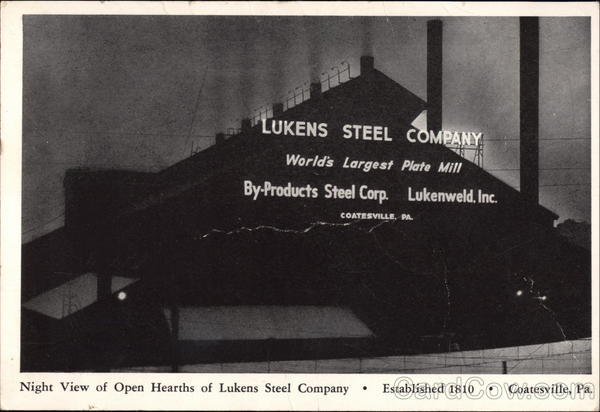 LUKENS STEEL COMPANY
World's Largest Plate Mill
By-Products Steel Corp. Lukenweld, Inc.
COATESVILLE, PA.
Night View of Open Hearths of Lukens Steel Company • Established 1810 • Coatesville, Pa.
CardCow.com